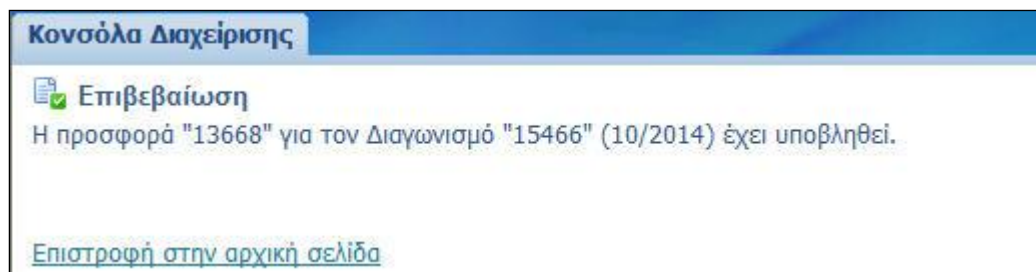 Κονσόλα Διαχείρισης
Επιβεβαίωση
Η προσφορά "13668" για τον Διαγωνισμό "15466" (10/2014) έχει υποβληθεί.
Επιστροφή στην αρχική σελίδα